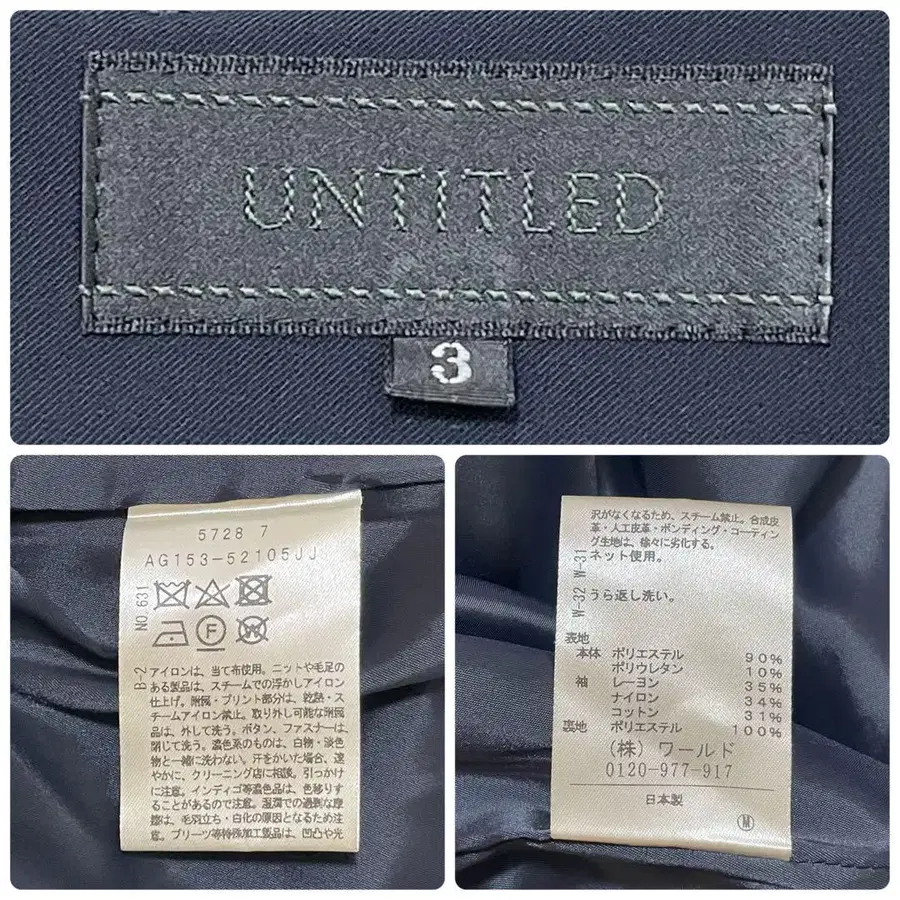 UNTITLED
3
5728 7
AG153-52105JJ
NO.631
F
W
B-2
アイロンは、当て布使用。ニットや毛足の
ある製品は、スチームでの浮かしアイロン
仕上げ。附属・プリント部分は、乾熱・ス
チームアイロン禁止。取り外し可能な附属
品は、外して洗う。ボタン、ファスナーは
閉じて洗う。濃色系のものは、白物・淡色
物と一緒に洗わない。汗をかいた場合、速
やかに、クリーニング店に相談。引っかけ
に注意。インディゴ等濃色品は、色移りす
ることがあるので注意。湿潤での過剰な摩
擦は、毛羽立ち・白化の原因となるため注
意。プリーツ等特殊加工製品は、凹凸や光
沢がなくなるため、スチーム禁止。合成皮
革・人工皮革・ボンディング・コーティン
グ生地は、徐々に劣化する。
W-31
ネット使用。
W-32
うら返し洗い。
表地
本体 ポリエステル 90%
ポリウレタン 10%
袖 レーヨン 35%
ナイロン 34%
コットン 31%
裏地 ポリエステル 100%
(株) ワールド
0120-977-917
日本製
M